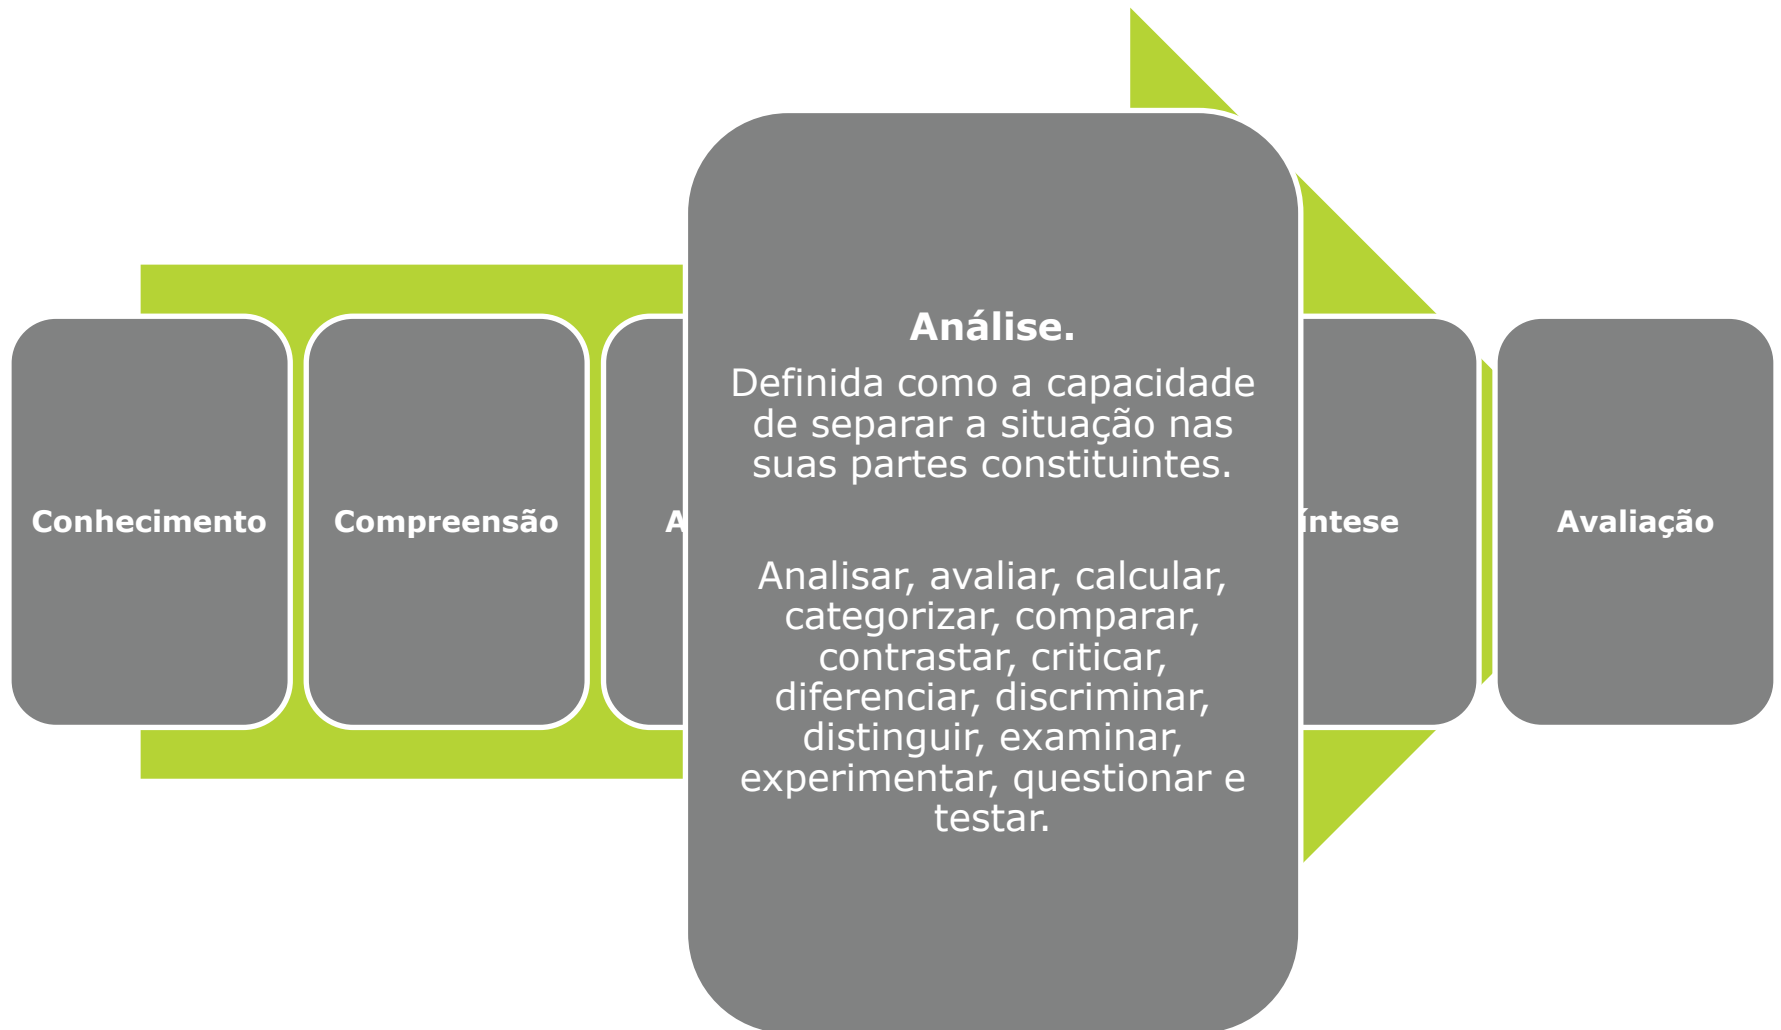 Conhecimento
Compreensão
Análise.
Definida como a capacidade
de separar a situação nas
suas partes constituintes.
Analisar, avaliar, calcular,
categorizar, comparar,
contrastar, criticar,
diferenciar, discriminar,
distinguir, examinar,
experimentar, questionar e
testar.
Avaliação